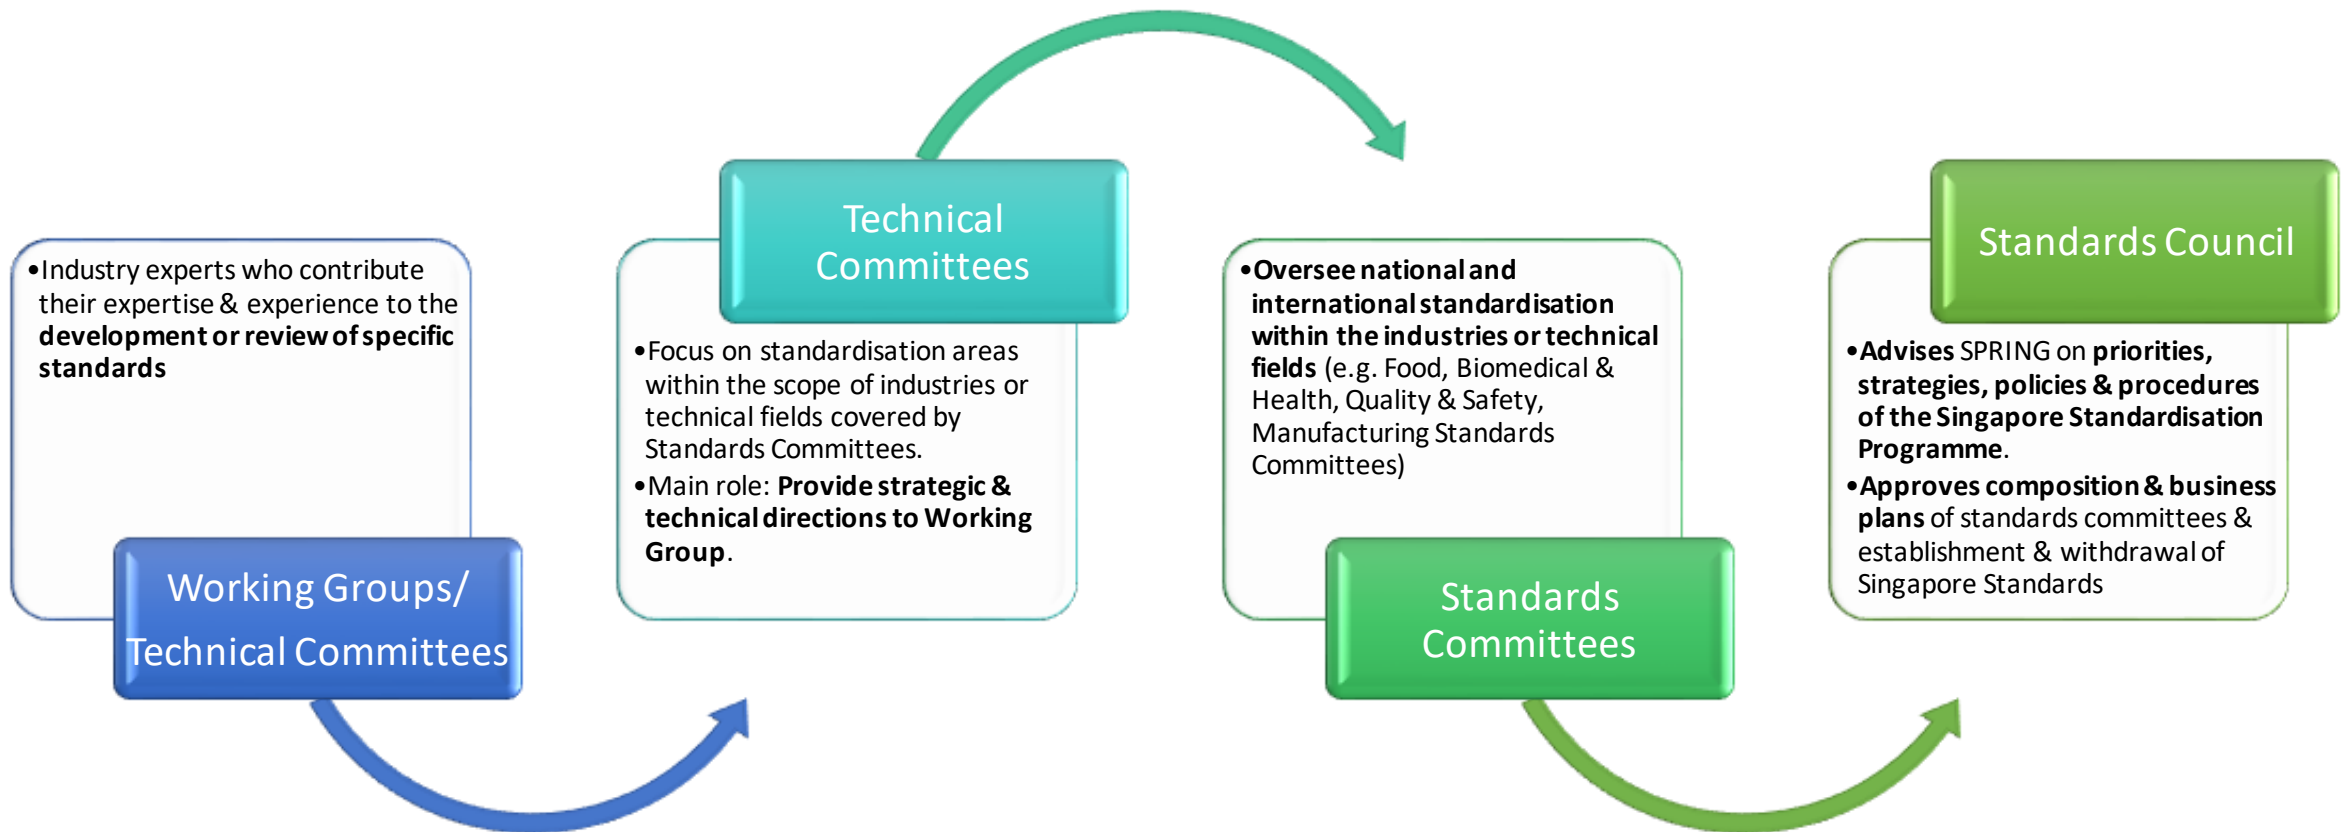 •Industry experts who contribute
their expertise & experience to the
development or review of specific
standards
Working Groups/
Technical Committees
Technical
Committees
•Focus on standardisation areas
within the scope of industries or
technical fields covered by
Standards Committees.
•Main role: Provide strategic &
technical directions to Working
Group.
•Oversee national and
international standardisation
within the industries or technical
fields (e.g. Food, Biomedical &
Health, Quality & Safety,
Manufacturing Standards
Committees)
Standards
Committees
Standards Council
•Advises SPRING on priorities,
strategies, policies & procedures
of the Singapore Standardisation
Programme.
•Approves composition & business
plans of standards committees &
establishment & withdrawal of
Singapore Standards